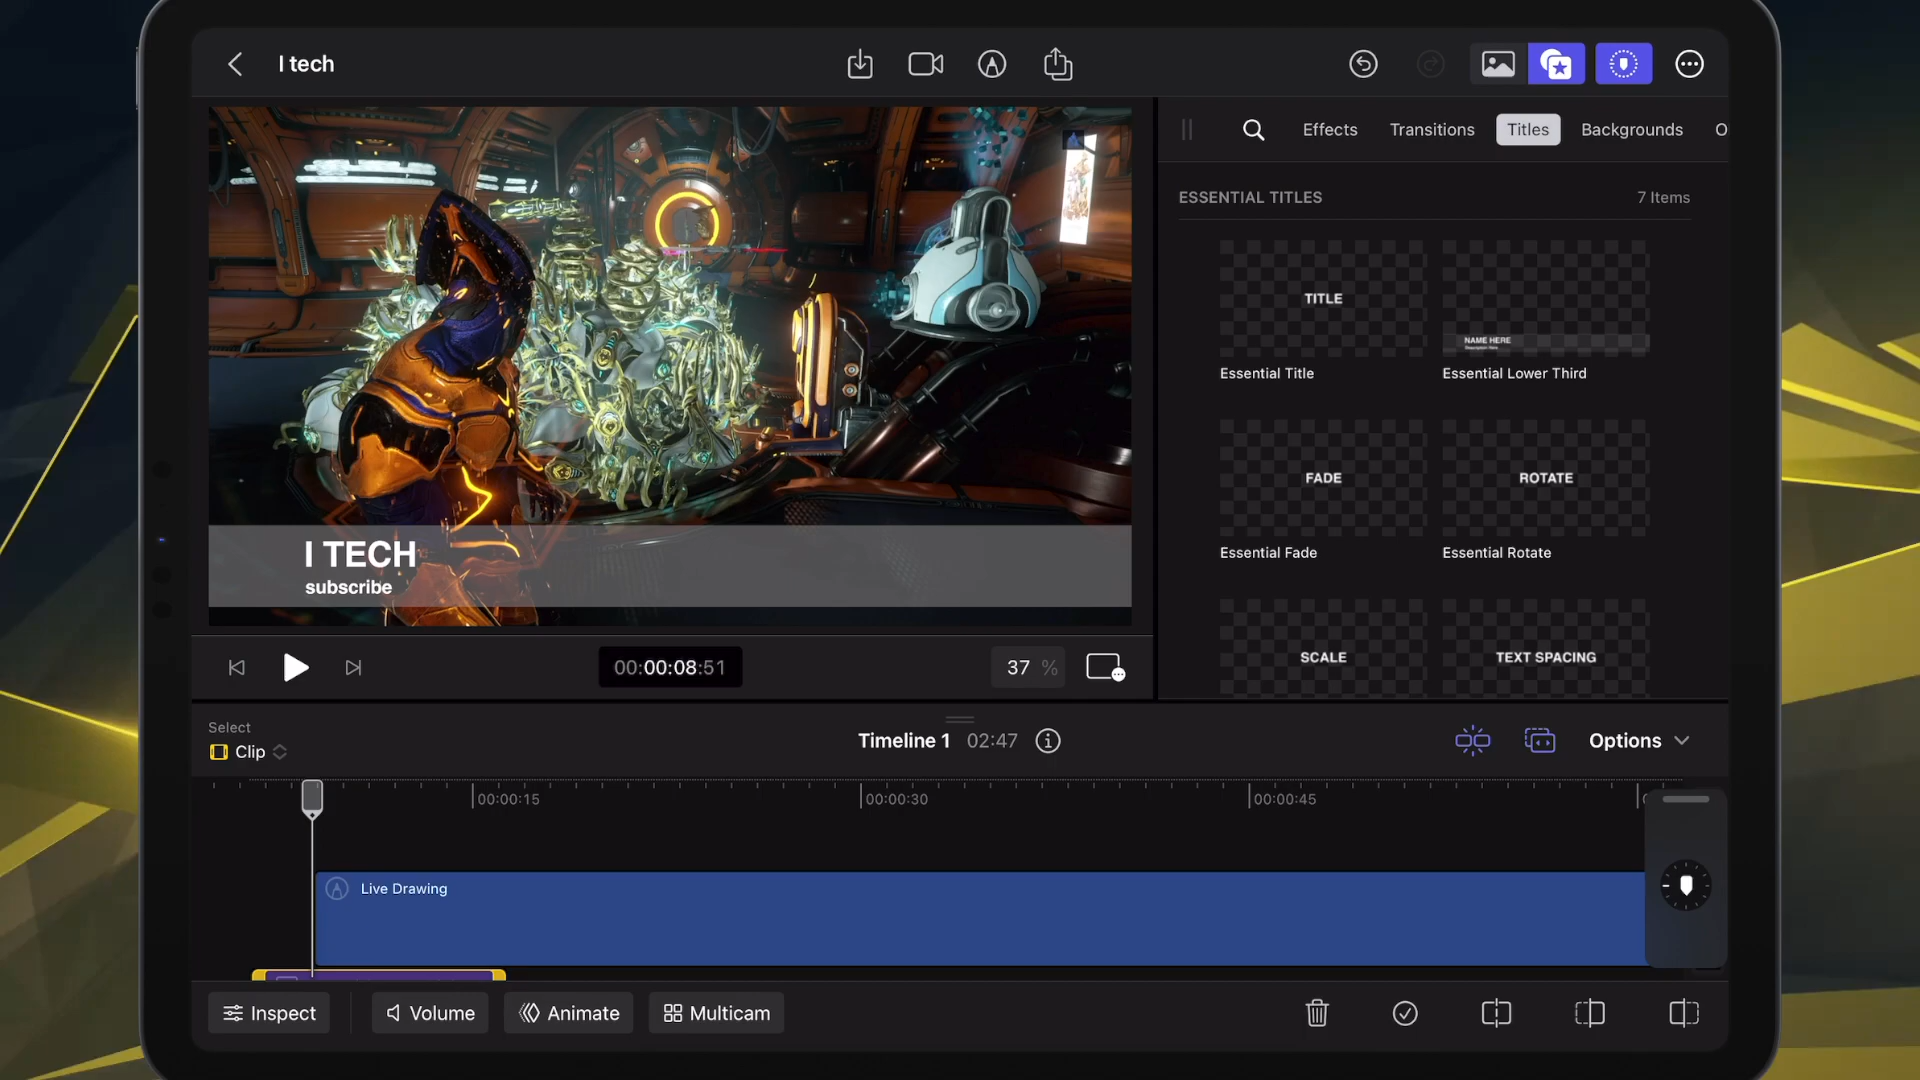 I tech
Effects
Transitions
Titles
Backgrounds
O
ESSENTIAL TITLES
7 Items
TITLE
NAME HERE
Description Here
Essential Title
Essential Lower Third
FADE
ROTATE
Essential Fade
Essential Rotate
SCALE
TEXT SPACING
I TECH
subscribe
00:00:08:51
37 %
Select
Clip
Timeline 1
02:47
Options
00:00:15
00:00:30
00:00:45
Live Drawing
Inspect
Volume
Animate
Multicam